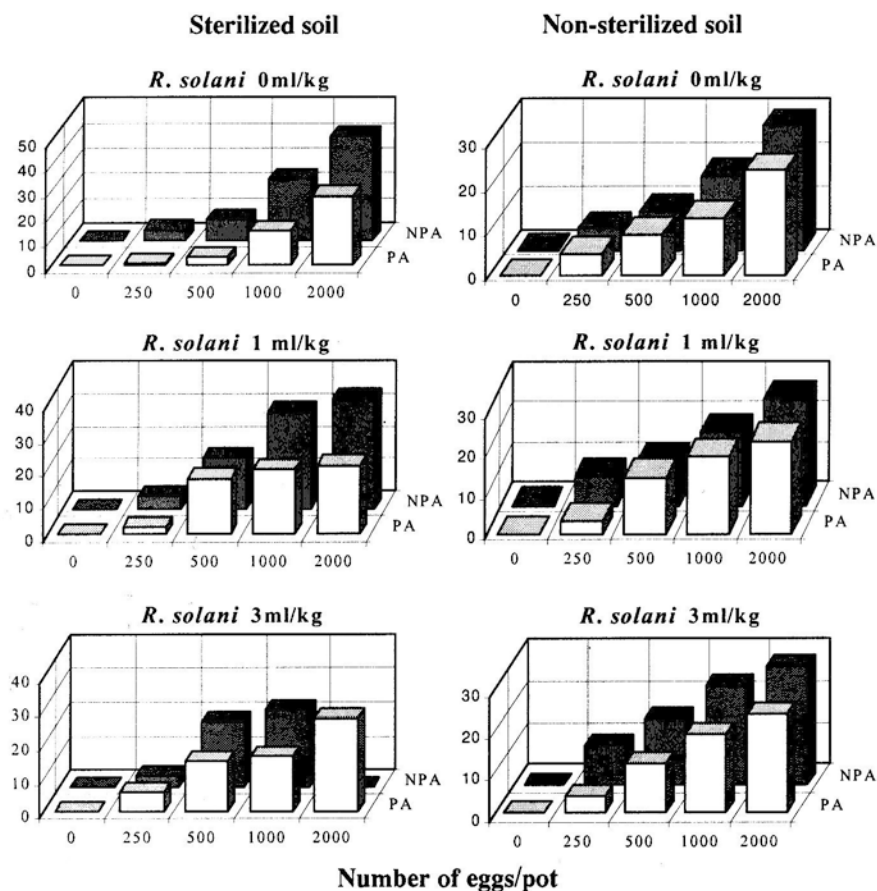 Sterilized soil
Non-sterilized soil
R. solani 0ml/kg
50
40
30
20
10
0
0 250 500 1000 2000
NPA
PA
R. solani 0ml/kg
30
20
10
0
0 250 500 1000 2000
NPA
PA
R. solani 1 ml/kg
40
30
20
10
0
0 250 500 1000 2000
NPA
PA
R. solani 1 ml/kg
30
20
10
0
0 250 500 1000 2000
NPA
PA
R. solani 3ml/kg
40
30
20
10
0
0 250 500 1000 2000
NPA
PA
R. solani 3ml/kg
30
20
10
0
0 250 500 1000 2000
NPA
PA
Number of eggs/pot